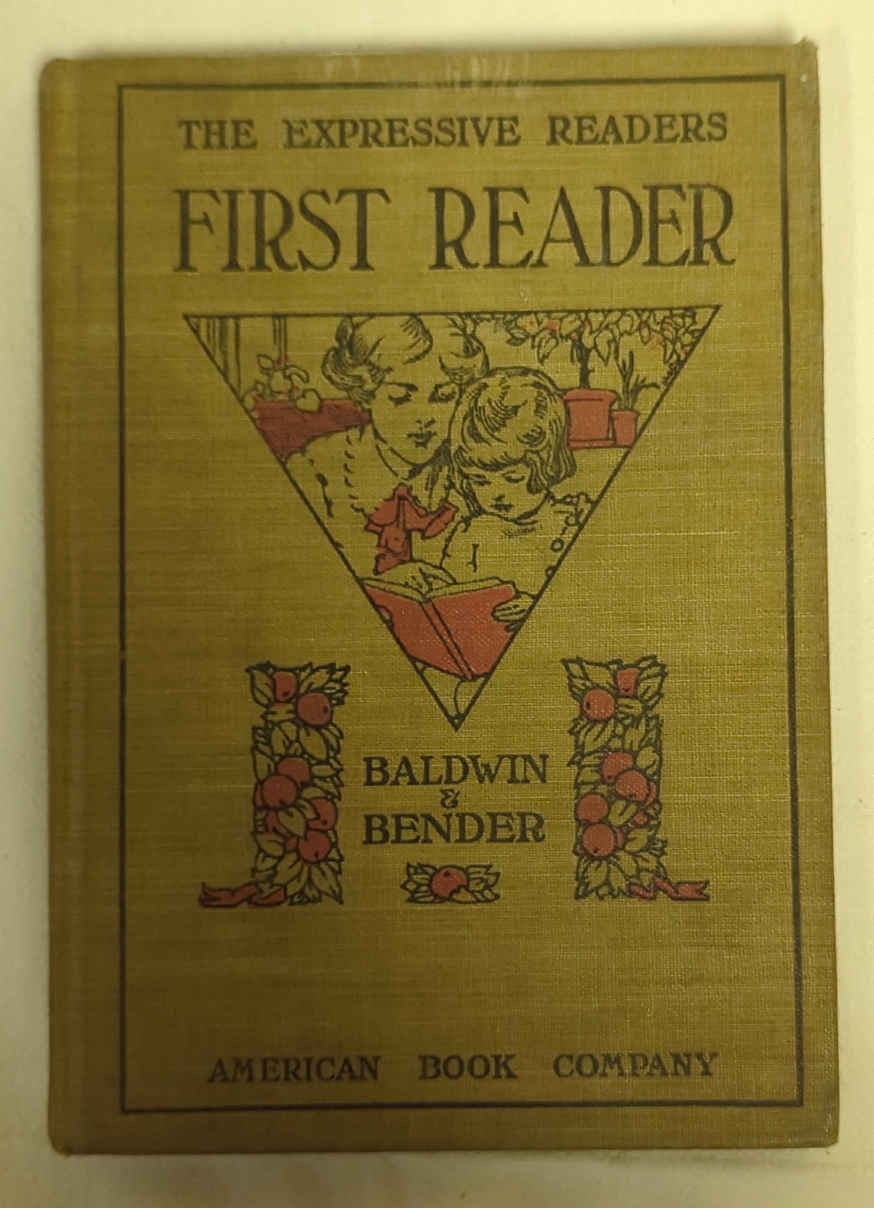 THE EXPRESSIVE READERS
FIRST READER
BALDWIN
&
BENDER
AMERICAN BOOK COMPANY